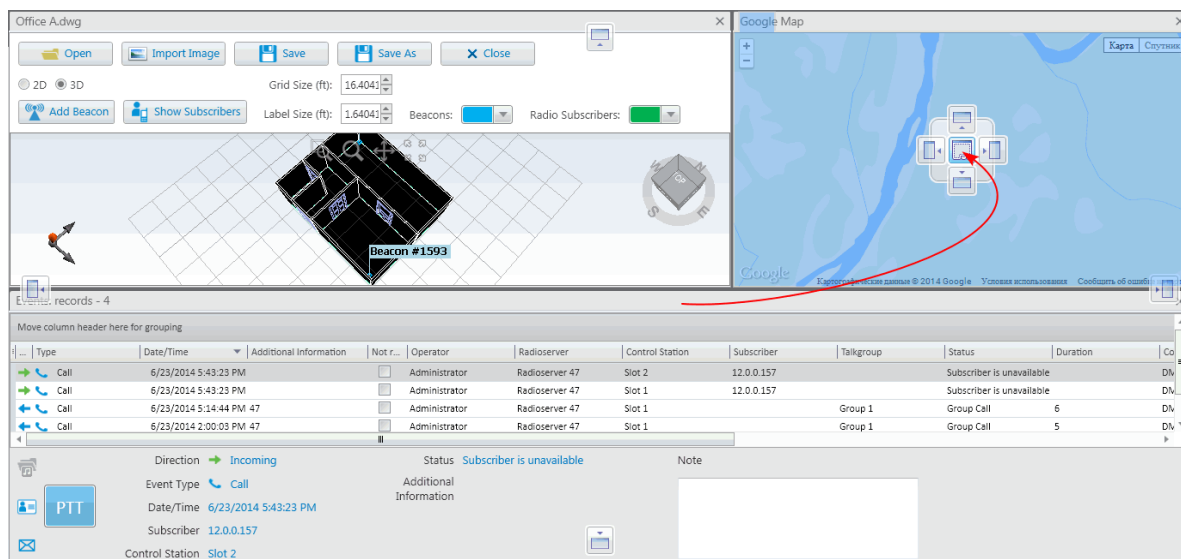 Office A.dwg
Google Map
Open Import Image Save Save As Close
Карта Спутник
2D 3D Grid Size (ft): 16.4041
Add Beacon Show Subscribers Label Size (ft): 1.64041 Beacons: Radio Subscribers:
GP
W N S E
Beacon #1593
Google
Картографические данные © 2014 Google Условия использования Сообщить об
records - 4
Move column header here for grouping
... Type Date/Time Additional Information Not r... Operator Radioserver Control Station Subscriber Talkgroup Status Duration Co
Call 6/23/2014 5:43:23 PM Administrator Radioserver 47 Slot 2 12.0.0.157 Subscriber is unavailable DM
Call 6/23/2014 5:43:23 PM Administrator Radioserver 47 Slot 1 12.0.0.157 Subscriber is unavailable DM
Call 6/23/2014 5:14:44 PM 47 Administrator Radioserver 47 Slot 1 Group 1 Group Call 6 DM
Call 6/23/2014 2:00:03 PM 47 Administrator Radioserver 47 Slot 1 Group 1 Group Call 5 DM
Direction Incoming Status Subscriber is unavailable Note
Event Type Call Additional
Information
PTT
Date/Time 6/23/2014 5:43:23 PM
Subscriber 12.0.0.157
Control Station Slot 2